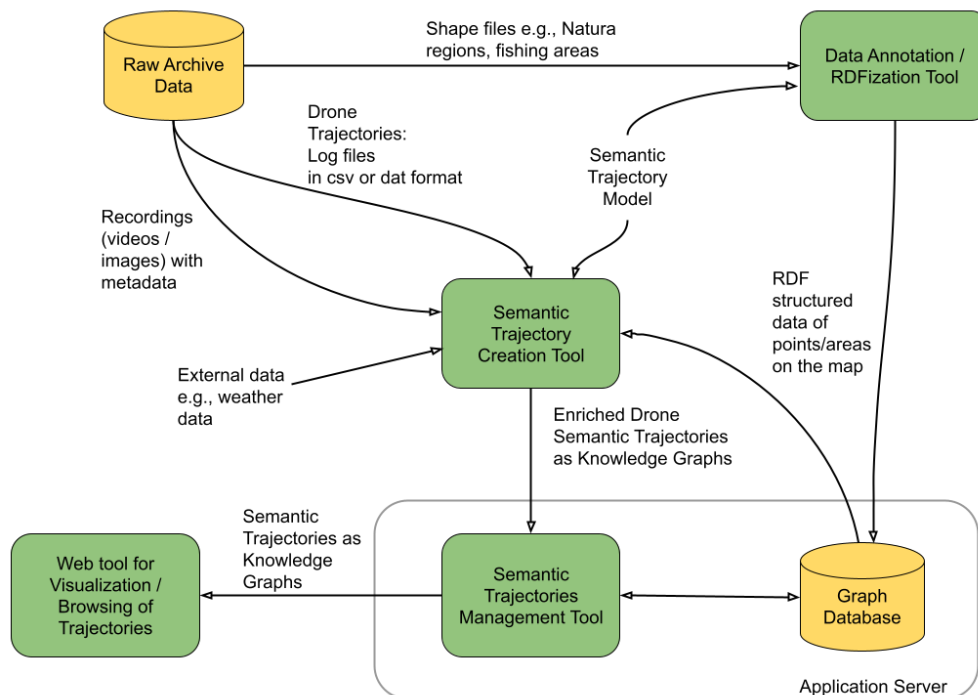 Shape files e.g., Natura
regions, fishing areas
Raw Archive
Data
Data Annotation /
RDFization Tool
Drone
Trajectories:
Log files
in csv or dat format
Semantic
Trajectory
Model
Recordings
(videos /
images) with
metadata
RDF
structured
data of
points/areas
on the map
Semantic
Trajectory
Creation Tool
External data
e.g., weather
data
Enriched Drone
Semantic Trajectories
as Knowledge Graphs
Semantic
Trajectories as
Knowledge
Graphs
Web tool for
Visualization /
Browsing of
Trajectories
Semantic
Trajectories
Management Tool
Graph
Database
Application Server